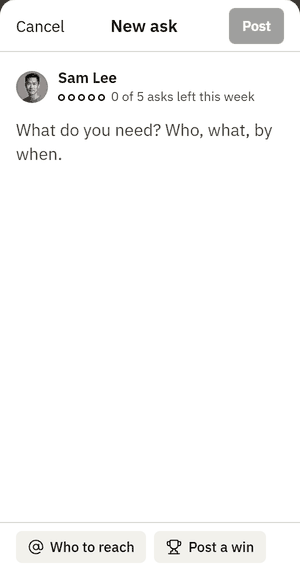 Cancel
New ask
Post
Sam Lee
0 of 5 asks left this week
What do you need? Who, what, by
when.
Who to reach
Post a win